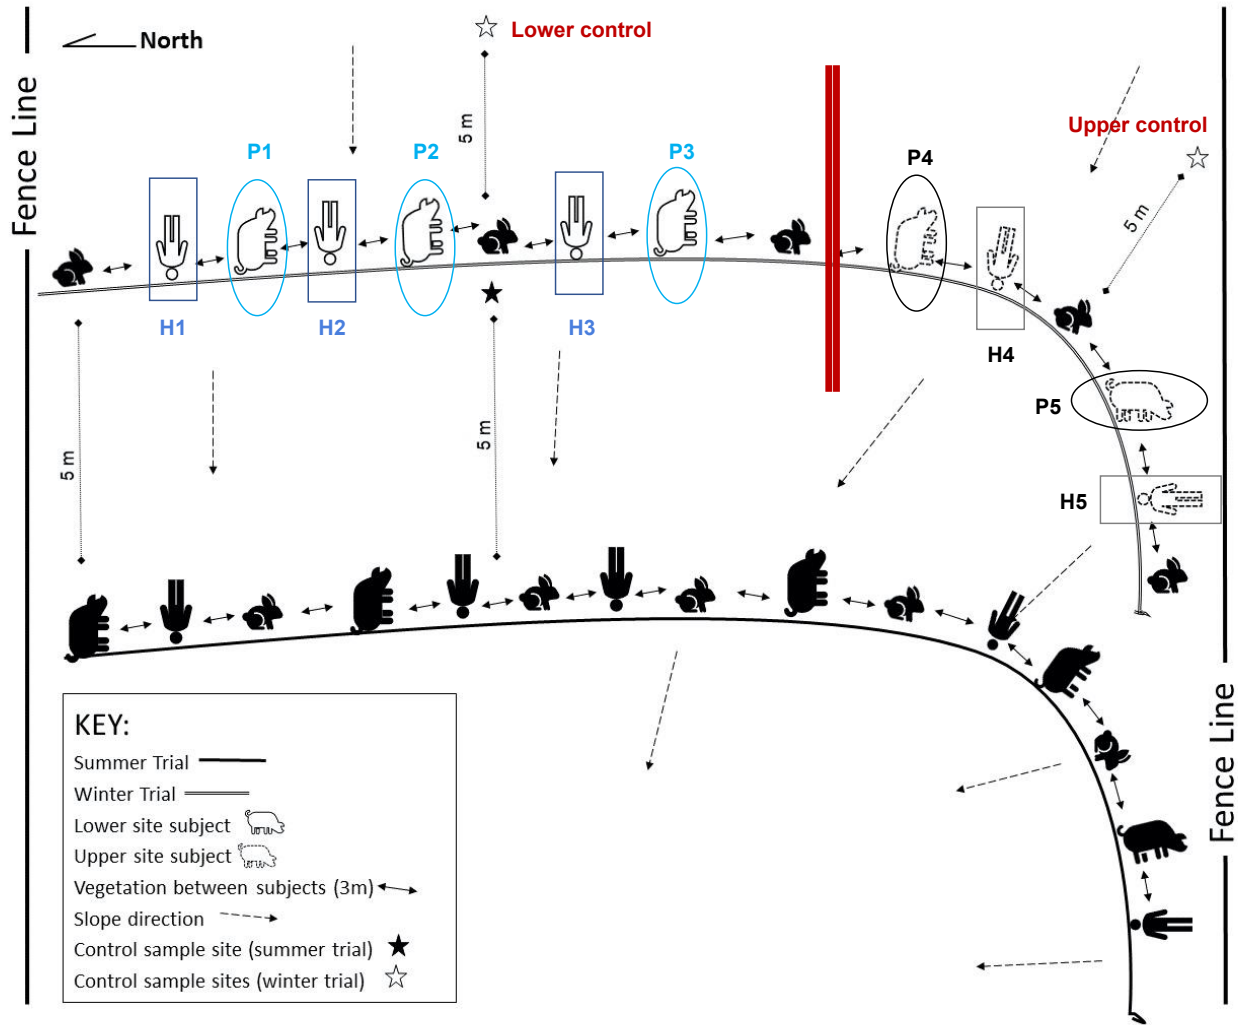 Lower control
North
Fence Line
5 m
Upper control
P1
P2
P3
P4
5 m
H1
H2
H3
H4
P5
5 m
5 m
H5
KEY:
Summer Trial
Winter Trial
Lower site subject
Upper site subject
Vegetation between subjects (3m)
Slope direction
Control sample site (summer trial)
Control sample sites (winter trial)
Fence Line